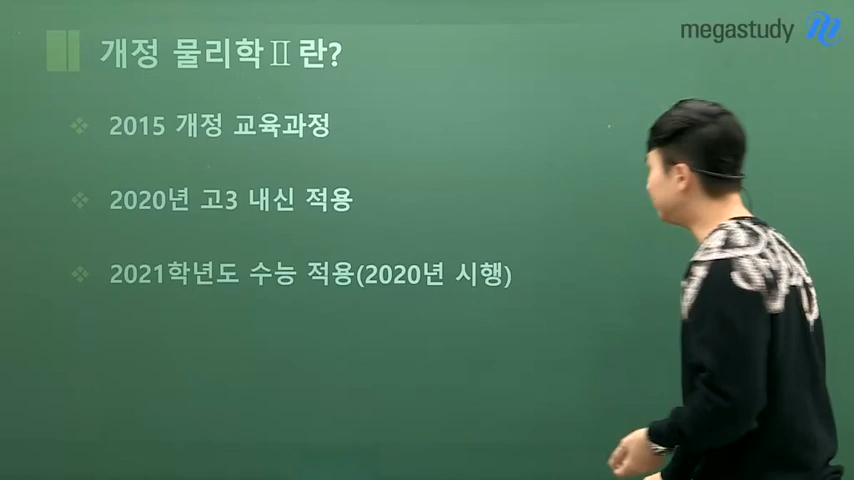 megastudy
개정 물리학Ⅱ란?
2015 개정 교육과정
2020년 고3 내신 적용
2021학년도 수능 적용(2020년 시행)